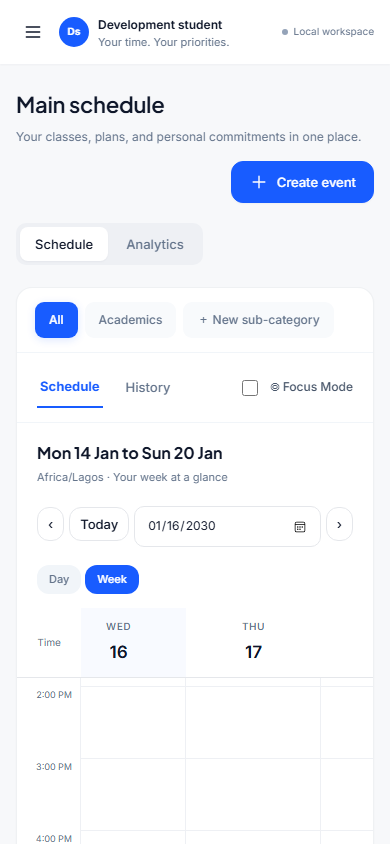 Ds
Development student
Your time. Your priorities.
Local workspace
Main schedule
Your classes, plans, and personal commitments in one place.
+ Create event
Schedule
Analytics
All
Academics
+ New sub-category
Schedule
History
Focus Mode
Mon 14 Jan to Sun 20 Jan
Africa/Lagos · Your week at a glance
‹
Today
01/16/2030
›
Day
Week
Time
WED
16
THU
17
2:00 PM
3:00 PM
4:00 PM